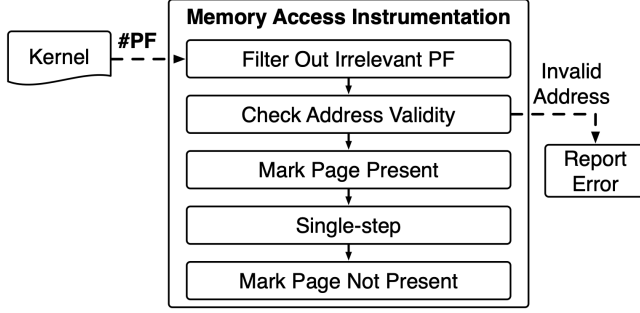 Memory Access Instrumentation
Kernel
#PF
Filter Out Irrelevant PF
Check Address Validity
Invalid
Address
Report
Error
Mark Page Present
Single-step
Mark Page Not Present